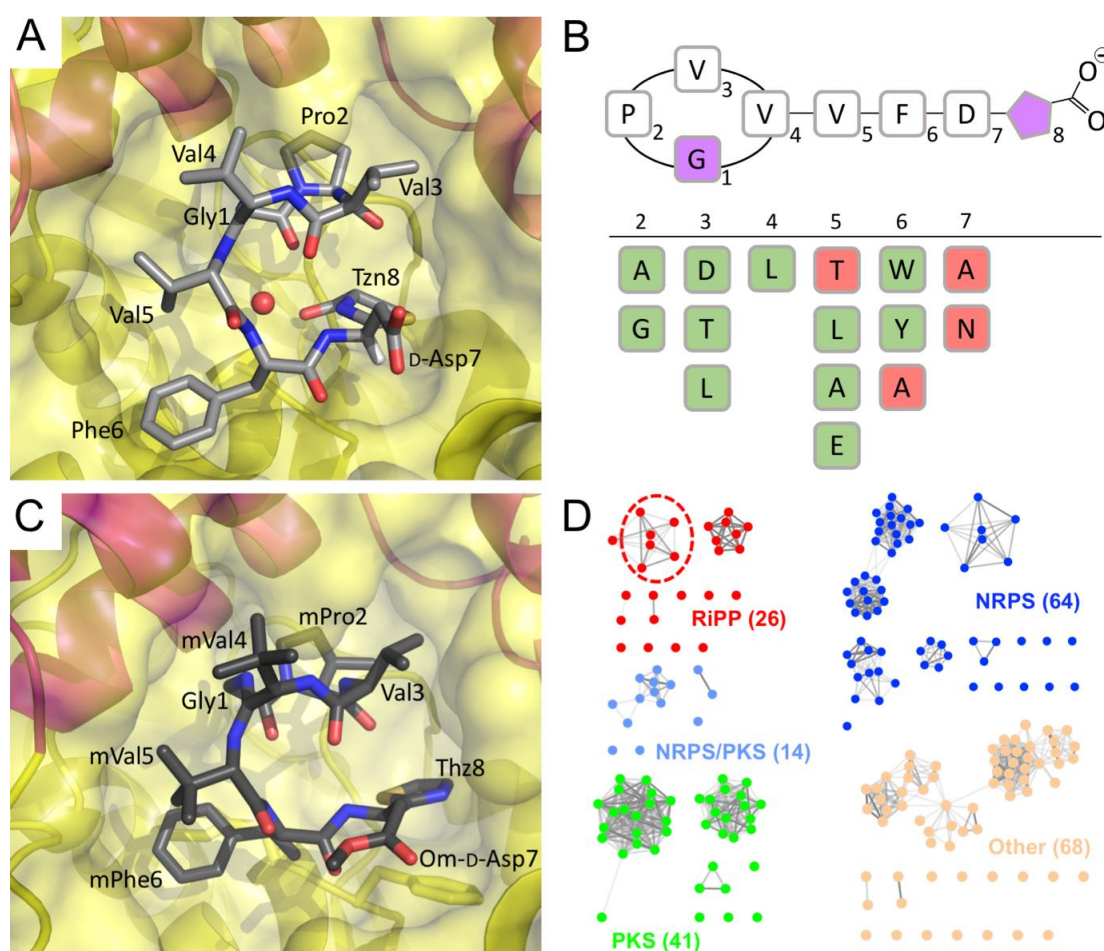 A
Pro2
Val4
Val3
Gly1
Tzn8
Val5
D-Asp7
Phe6
B
V 3
P 2
G 1
V 4
V 5
F 6
D 7
8
O⊖
O
2 3 4 5 6 7
A D L T W A
G T L Y N
L A A
E
C
mPro2
mVal4
Gly1
Val3
mVal5
Thz8
Om-D-Asp7
mPhe6
D
RiPP (26)
NRPS (64)
NRPS/PKS (14)
Other (68)
PKS (41)